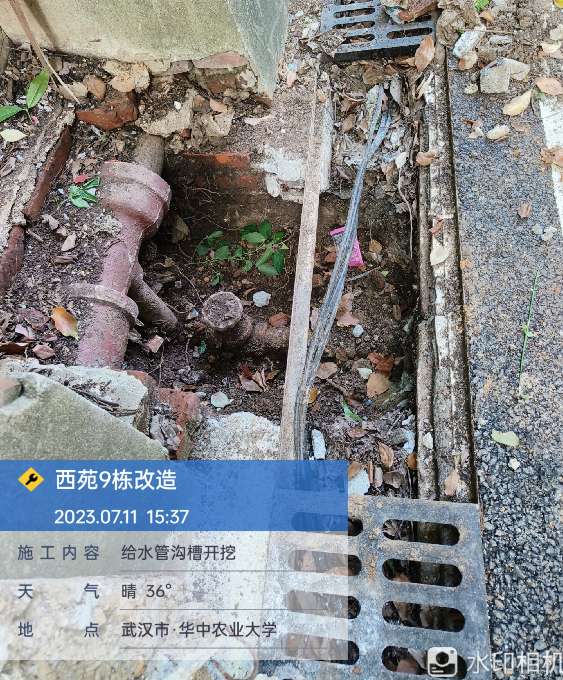 西苑9栋改造
2023.07.11 15:37
施工内容 给水管沟槽开挖
天气 晴 36°
地点 武汉市·华中农业大学
水印相机